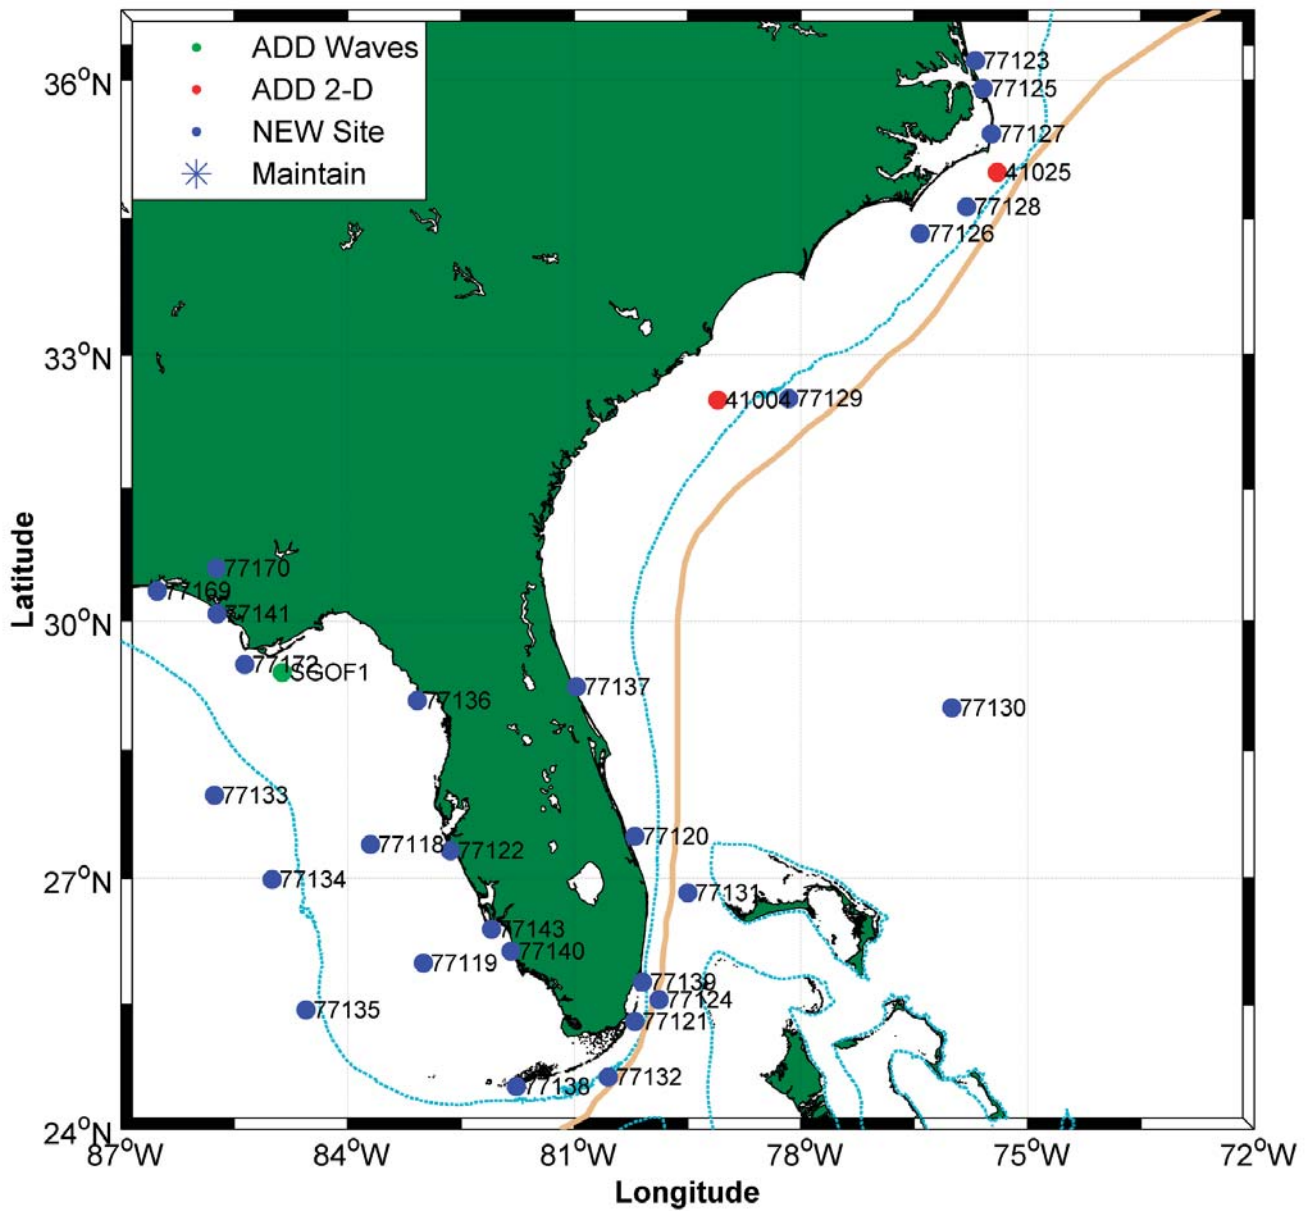 ADD Waves
ADD 2-D
NEW Site
Maintain
36°N
33°N
30°N
27°N
24°N
Latitude
77123
77125
77127
41025
77128
77126
41004
77129
77170
77169
77141
77172
SGOF1
77136
77137
77130
77133
77118
77122
77120
77134
77131
77143
77140
77119
77139
77124
77135
77121
77132
77138
87°W
84°W
81°W
78°W
75°W
72°W
Longitude